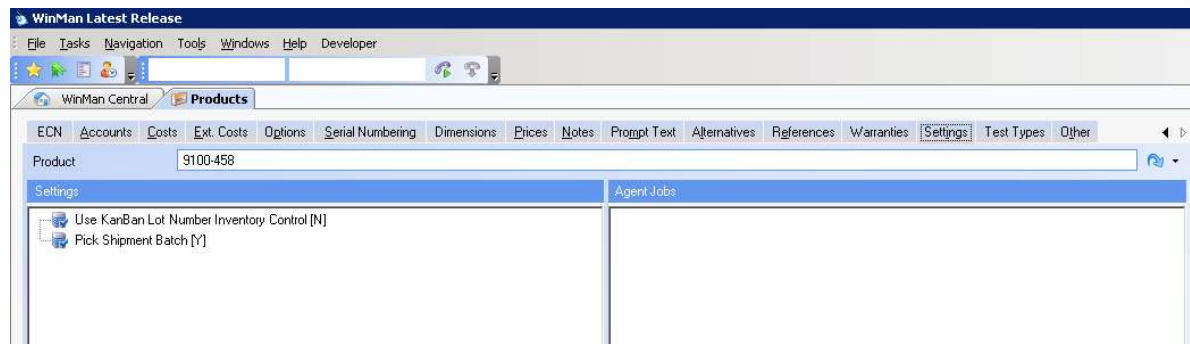 WinMan Latest Release
File Tasks Navigation Tools Windows Help Developer
WinMan Central Products
ECN Accounts Costs Ext. Costs Options Serial Numbering Dimensions Prices Notes Prompt Text Alternatives References Warranties Settings Test Types Other
Product 9100-458
Settings Agent Jobs
Use KanBan Lot Number Inventory Control [N]
Pick Shipment Batch [Y]